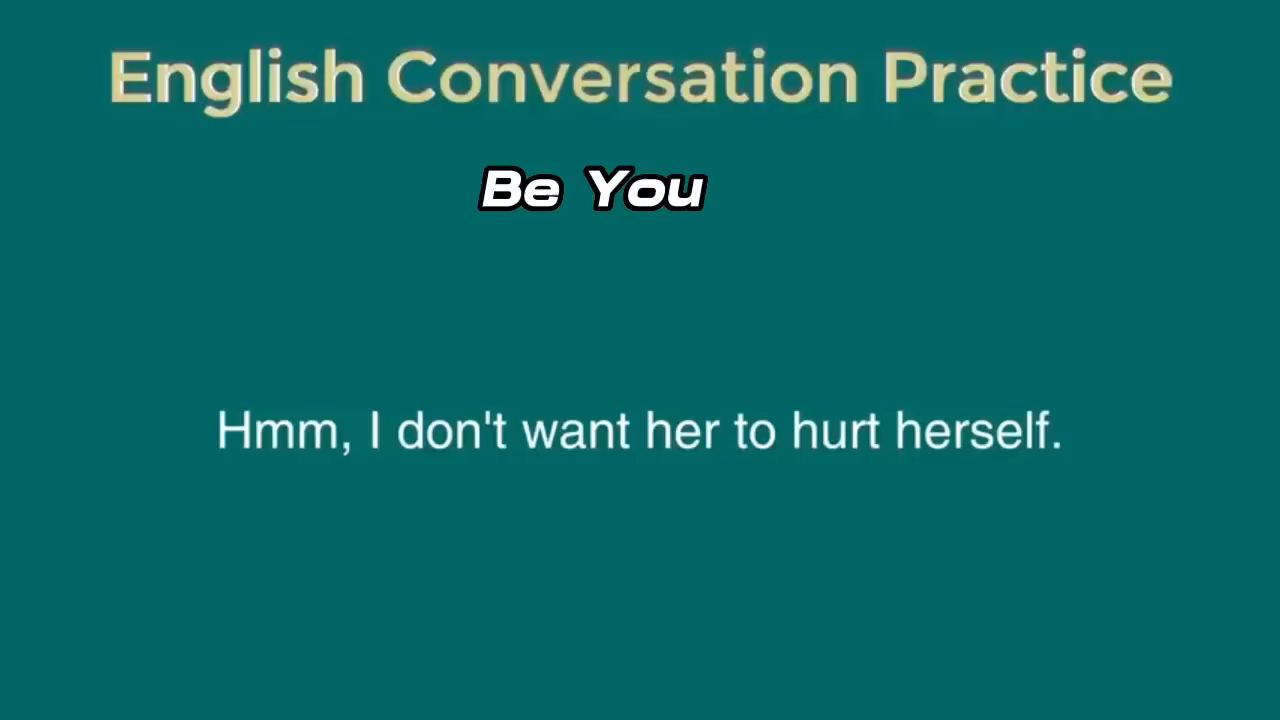 English Conversation Practice
Be You
Hmm, I don't want her to hurt herself.